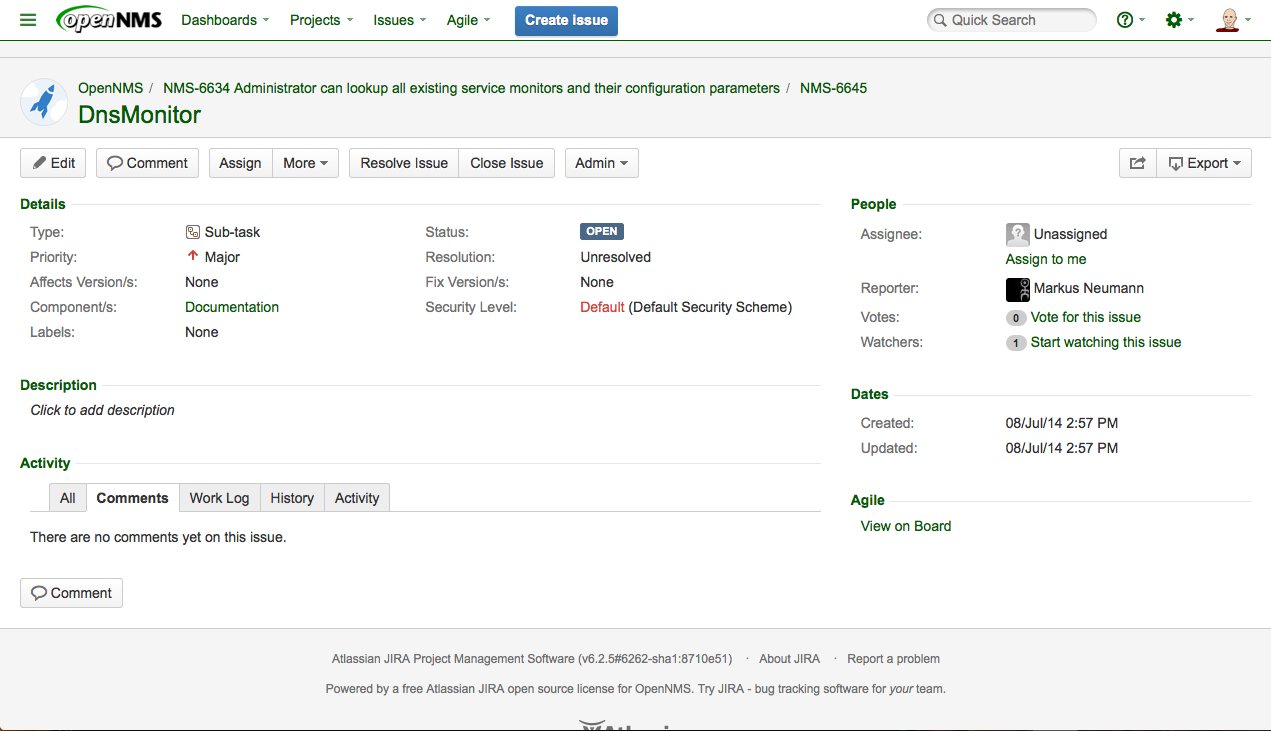 openNMS Dashboards Projects Issues Agile Create issue Quick Search
OpenNMS / NMS-6634 Administrator can lookup all existing service monitors and their configuration parameters / NMS-6645
DnsMonitor
Edit Comment Assign More Resolve Issue Close Issue Admin Export
Details
Type: Sub-task Status: OPEN
Priority: Major Resolution: Unresolved
Affects Version/s: None Fix Version/s: None
Component/s: Documentation Security Level: Default (Default Security Scheme)
Labels: None
Description
Click to add description
Activity
All Comments Work Log History Activity
There are no comments yet on this issue.
Comment
People
Assignee: Unassigned
Assign to me
Reporter: Markus Neumann
Votes: 0 Vote for this issue
Watchers: 1 Start watching this issue
Dates
Created: 08/Jul/14 2:57 PM
Updated: 08/Jul/14 2:57 PM
Agile
View on Board
Atlassian JIRA Project Management Software (v6.2.5#6262-sha1:8710e51) · About JIRA · Report a problem
Powered by a free Atlassian JIRA open source license for OpenNMS. Try JIRA - bug tracking software for your team.